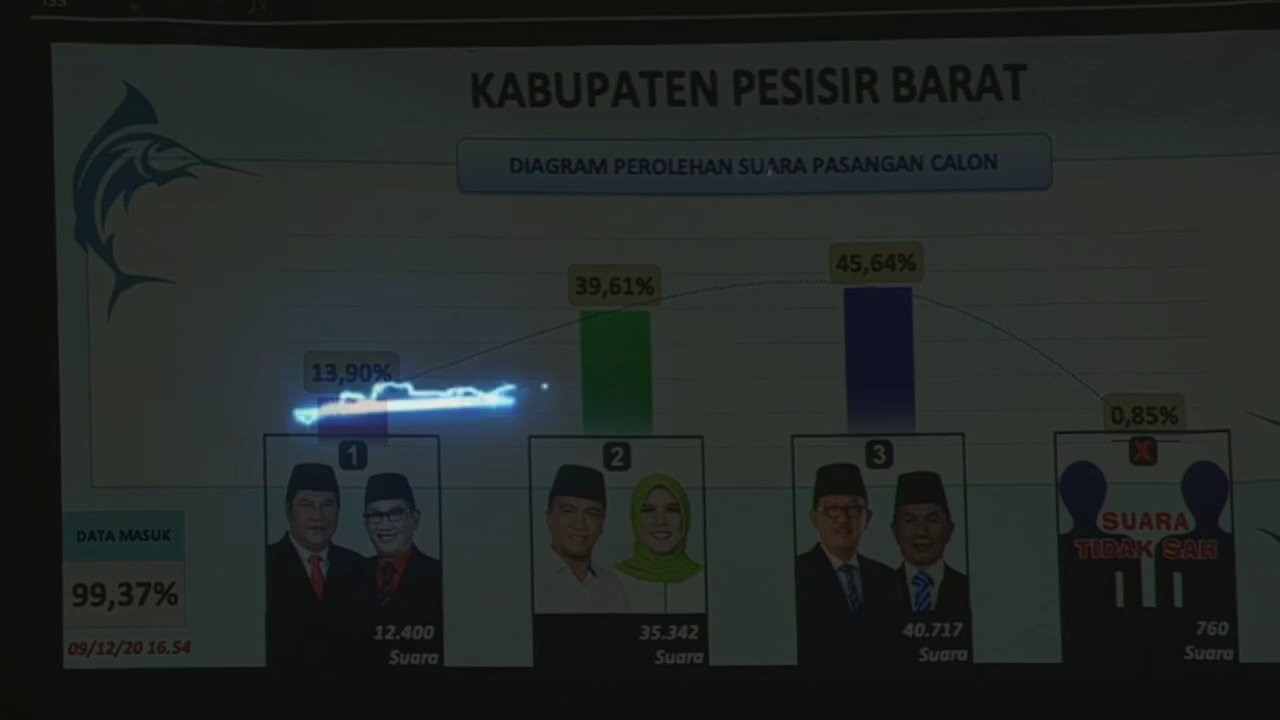 KABUPATEN PESISIR BARAT
DIAGRAM PEROLEHAN SUARA PASANGAN CALON
13,90%
39,61%
45,64%
0,85%
1
2
3
X
SUARA
TIDAK SAH
DATA MASUK
99,37%
09/12/20 16.54
12.400
Suara
35.342
Suara
40.717
Suara
760
Suara